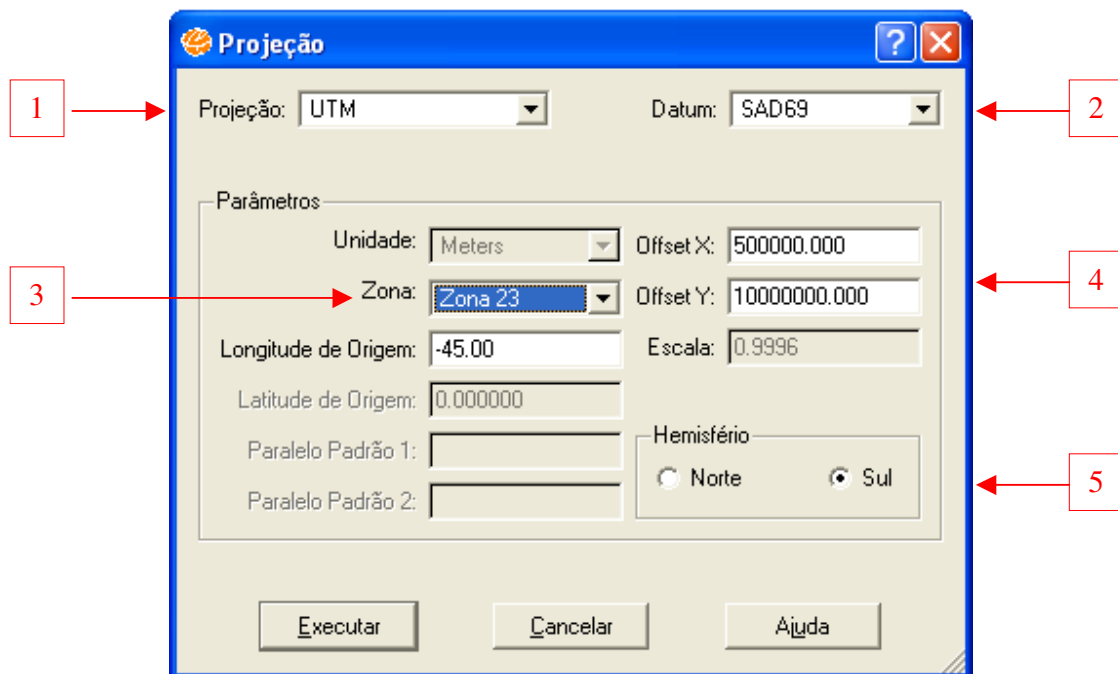 Projeção
1
Projeção: UTM
Datum: SAD69
2
Parâmetros
Unidade: Meters
Offset X: 500000.000
3
Zona: Zona 23
Offset Y: 10000000.000
4
Longitude de Origem: -45.00
Escala: 0.9996
Latitude de Origem: 0.000000
Hemisfério
Paralelo Padrão 1:
Norte
Sul
5
Paralelo Padrão 2:
Executar
Cancelar
Ajuda